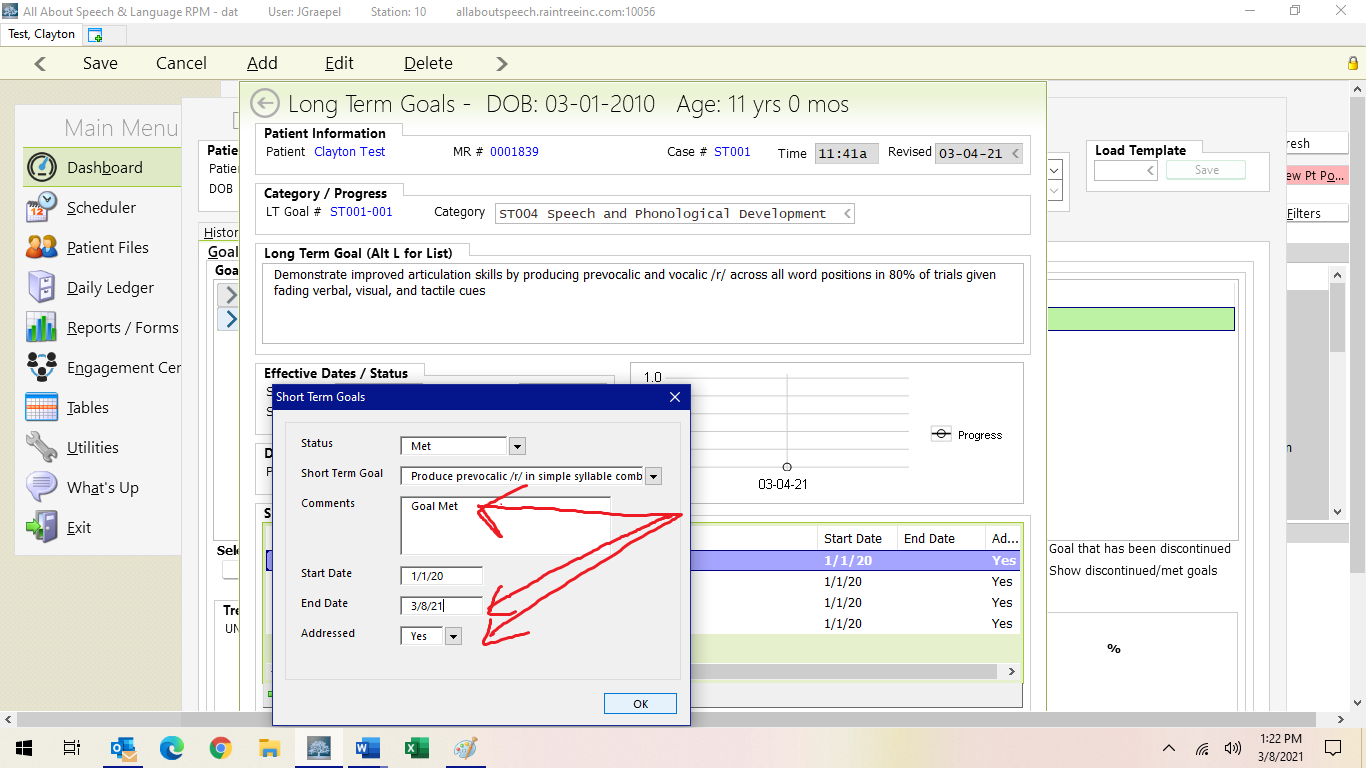 All About Speech & Language RPM - dat User: JGraepel Station: 10 allaboutspeech.raintreeinc.com:10056
Test, Clayton
Save Cancel Add Edit Delete
Long Term Goals - DOB: 03-01-2010 Age: 11 yrs 0 mos
Main Menu
Dashboard
Scheduler
Patient Files
Daily Ledger
Reports / Forms
Engagement Cer
Tables
Utilities
What's Up
Exit
Patie
Patie
DOB
Histor
Goal
Goa
Sele
Tre
UN
Patient Information
Patient Clayton Test MR # 0001839 Case # ST001 Time 11:41a Revised 03-04-21
Category / Progress
LT Goal # ST001-001 Category ST004 Speech and Phonological Development
Long Term Goal (Alt L for List)
Demonstrate improved articulation skills by producing prevocalic and vocalic /r/ across all word positions in 80% of trials given
fading verbal, visual, and tactile cues
Effective Dates / Status
S
S
D
P
S
1.0
03-04-21
Progress
Start Date End Date Ad...
1/1/20 Yes
1/1/20 Yes
1/1/20 Yes
1/1/20 Yes
Short Term Goals
Status Met
Short Term Goal Produce prevocalic /r/ in simple syllable comb
Comments Goal Met
Start Date 1/1/20
End Date 3/8/21
Addressed Yes
OK
Load Template
Save
resh
ew Pt Po...
Filters
n
Goal that has been discontinued
Show discontinued/met goals
%
1:22 PM
3/8/2021